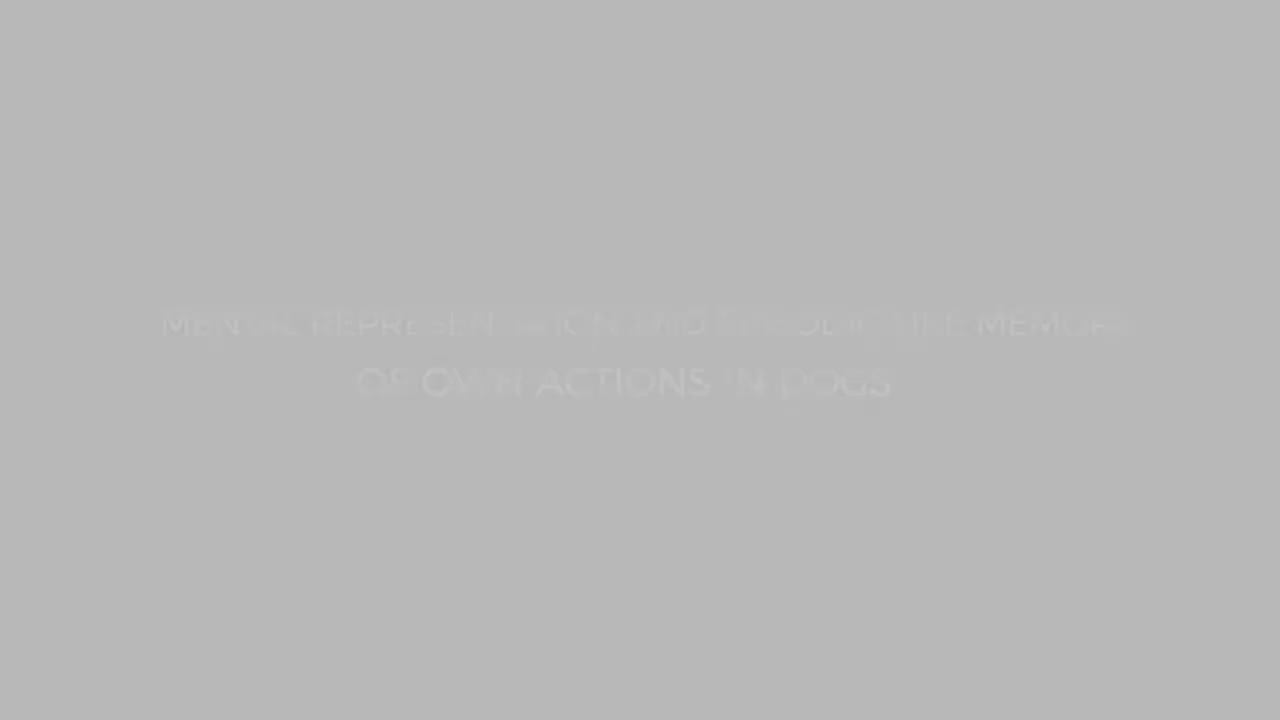 MENTAL REPRESENTATION AND EPISODIC-LIKE MEMORY
OF OWN ACTIONS IN DOGS